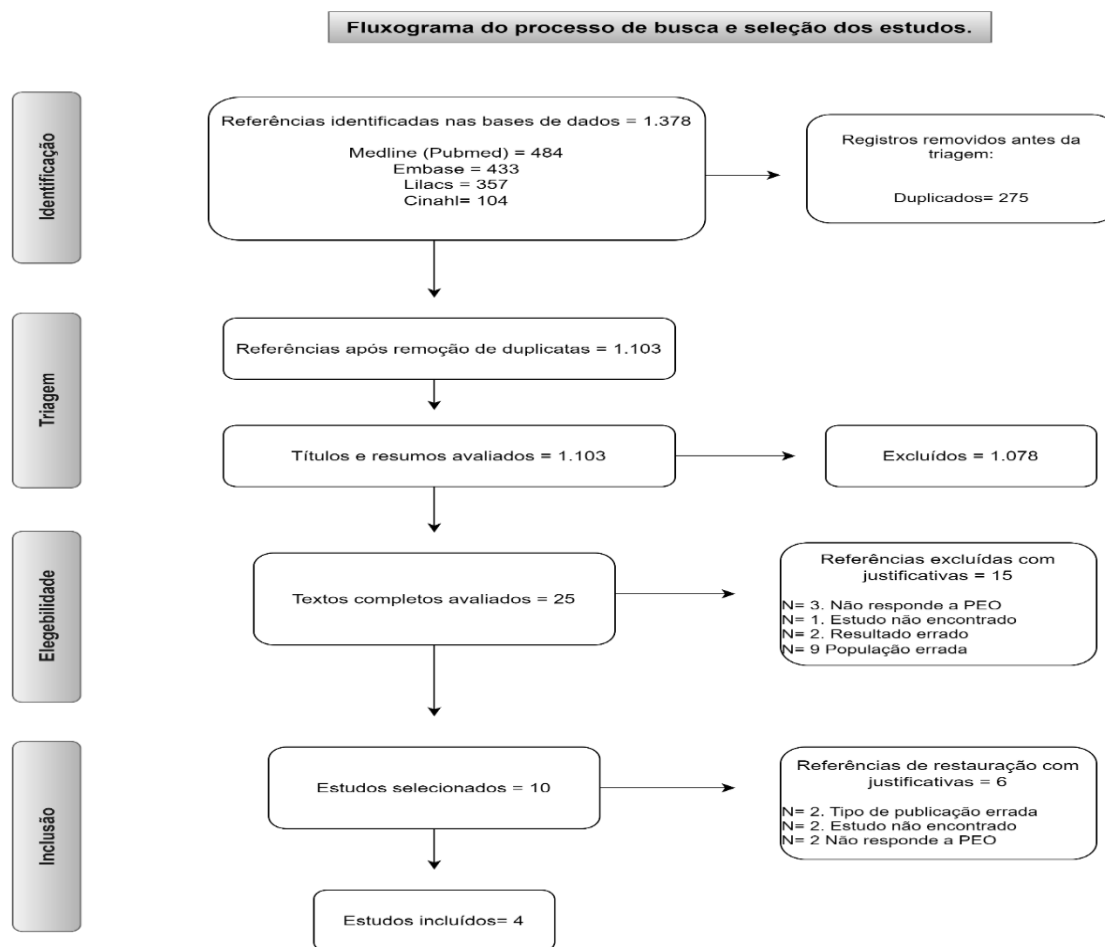 Fluxograma do processo de busca e seleção dos estudos.
Identificação
Referências identificadas nas bases de dados = 1.378
Medline (Pubmed) = 484
Embase = 433
Lilacs = 357
Cinahl= 104
Registros removidos antes da
triagem:
Duplicados= 275
Triagem
Referências após remoção de duplicatas = 1.103
Títulos e resumos avaliados = 1.103
Excluídos = 1.078
Elegebilidade
Textos completos avaliados = 25
Referências excluídas com
justificativas = 15
N= 3. Não responde a PEO
N= 1. Estudo não encontrado
N= 2. Resultado errado
N= 9 População errada
Inclusão
Estudos selecionados = 10
Referências de restauração com
justificativas = 6
N= 2. Tipo de publicação errada
N= 2. Estudo não encontrado
N= 2 Não responde a PEO
Estudos incluídos= 4